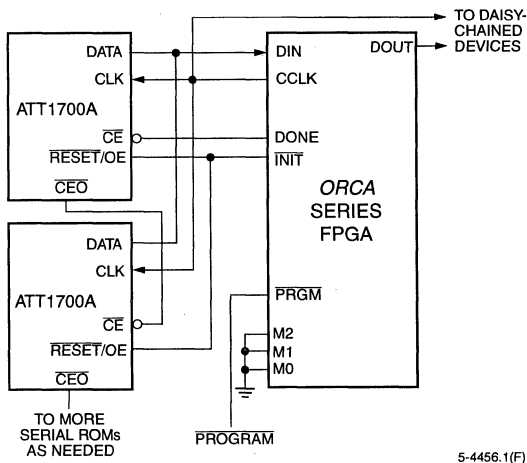 TO DAISY-
CHAINED
DEVICES
DATA
CLK
ATT1700A
CE
RESET/OE
CEO
DATA
CLK
ATT1700A
CE
RESET/OE
CEO
TO MORE
SERIAL ROMs
AS NEEDED
DIN
DOUT
CCLK
DONE
INIT
ORCA
SERIES
FPGA
PRGM
M2
M1
M0
PROGRAM
5-4456.1(F)